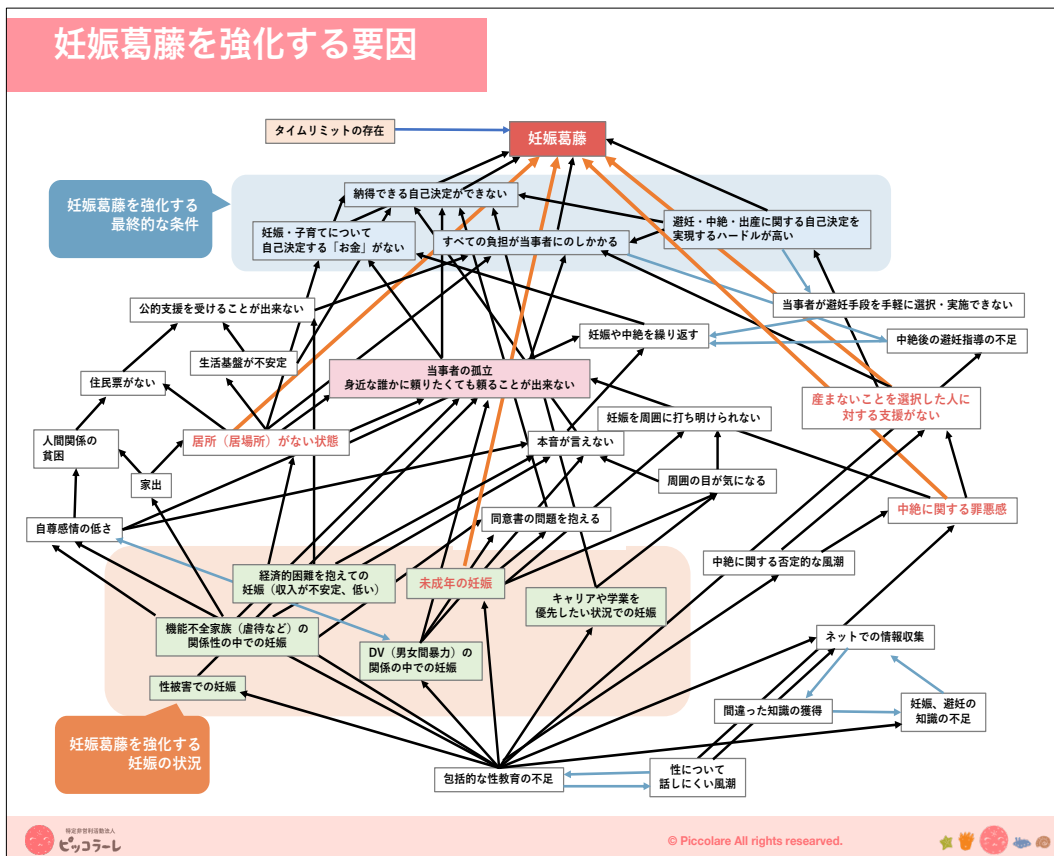 妊娠葛藤を強化する要因
タイムリミットの存在
妊娠葛藤
妊娠葛藤を強化する
最終的な条件
納得できる自己決定ができない
妊娠・子育てについて
自己決定する「お金」がない
すべての負担が当事者にのしかかる
避妊・中絶・出産に関する自己決定を
実現するハードルが高い
公的支援を受けることが出来ない
当事者が避妊手段を手軽に選択・実施できない
妊娠や中絶を繰り返す
中絶後の避妊指導の不足
生活基盤が不安定
住民票がない
当事者の孤立
身近な誰かに頼りたくても頼ることが出来ない
産まないことを選択した人に
対する支援がない
妊娠を周囲に打ち明けられない
人間関係の
貧困
居所（居場所）がない状態
本音が言えない
家出
周囲の目が気になる
中絶に関する罪悪感
自尊感情の低さ
同意書の問題を抱える
中絶に関する否定的な風潮
経済的困難を抱えての
妊娠（収入が不安定、低い）
未成年の妊娠
キャリアや学業を
優先したい状況での妊娠
機能不全家族（虐待など）の
関係性の中での妊娠
DV（男女間暴力）の
関係の中での妊娠
ネットでの情報収集
性被害での妊娠
間違った知識の獲得
妊娠、避妊の
知識の不足
妊娠葛藤を強化する
妊娠の状況
包括的な性教育の不足
性について
話しにくい風潮
特定非営利活動法人
ピッコラーレ
© Piccolare All rights researved.